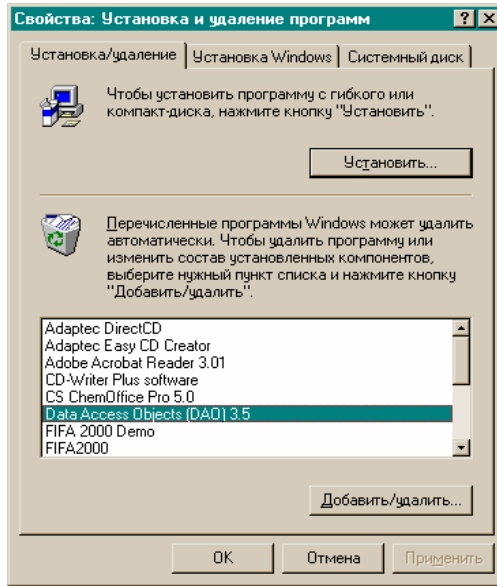 Свойства: Установка и удаление программ
Установка/удаление Установка Windows Системный диск
Чтобы установить программу с гибкого или
компакт-диска, нажмите кнопку "Установить".
Установить...
Перечисленные программы Windows может удалить
автоматически. Чтобы удалить программу или
изменить состав установленных компонентов,
выберите нужный пункт списка и нажмите кнопку
"Добавить/удалить".
Adaptec DirectCD
Adaptec Easy CD Creator
Adobe Acrobat Reader 3.01
CD-Writer Plus software
CS ChemOffice Pro 5.0
Data Access Objects (DAO) 3.5
FIFA 2000 Demo
FIFA2000
Добавить/удалить...
OK Отмена Применить